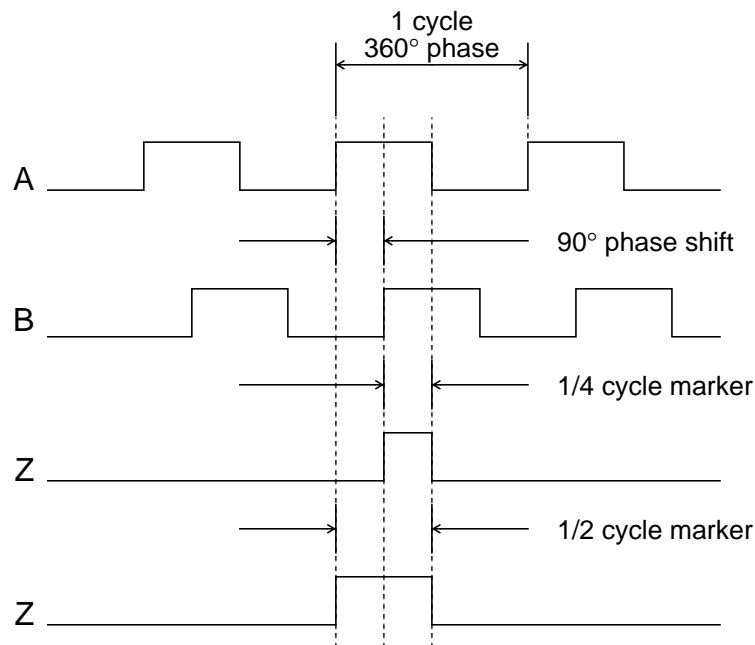 1 cycle
360° phase
A
90° phase shift
B
1/4 cycle marker
Z
1/2 cycle marker
Z